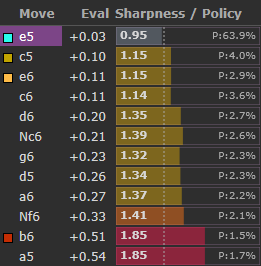 Move Eval Sharpness / Policy
e5 +0.03 0.95 P:63.9%
c5 +0.10 1.15 P:4.0%
e6 +0.11 1.15 P:2.9%
c6 +0.11 1.14 P:3.6%
d6 +0.20 1.35 P:2.7%
Nc6 +0.21 1.39 P:2.6%
g6 +0.23 1.32 P:2.3%
d5 +0.26 1.34 P:2.3%
a6 +0.27 1.37 P:2.2%
Nf6 +0.33 1.41 P:2.1%
b6 +0.51 1.85 P:1.5%
a5 +0.54 1.85 P:1.7%